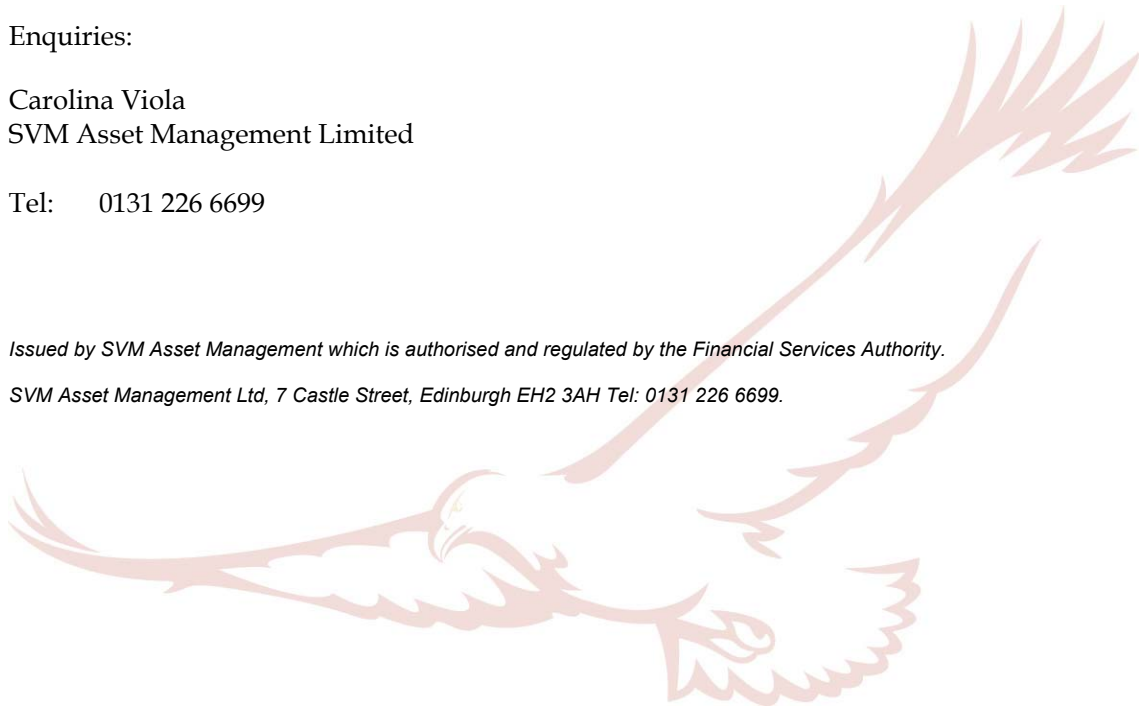 Enquiries:
Carolina Viola
SVM Asset Management Limited
Tel: 0131 226 6699
Issued by SVM Asset Management which is authorised and regulated by the Financial Services Authority.
SVM Asset Management Ltd, 7 Castle Street, Edinburgh EH2 3AH Tel: 0131 226 6699.